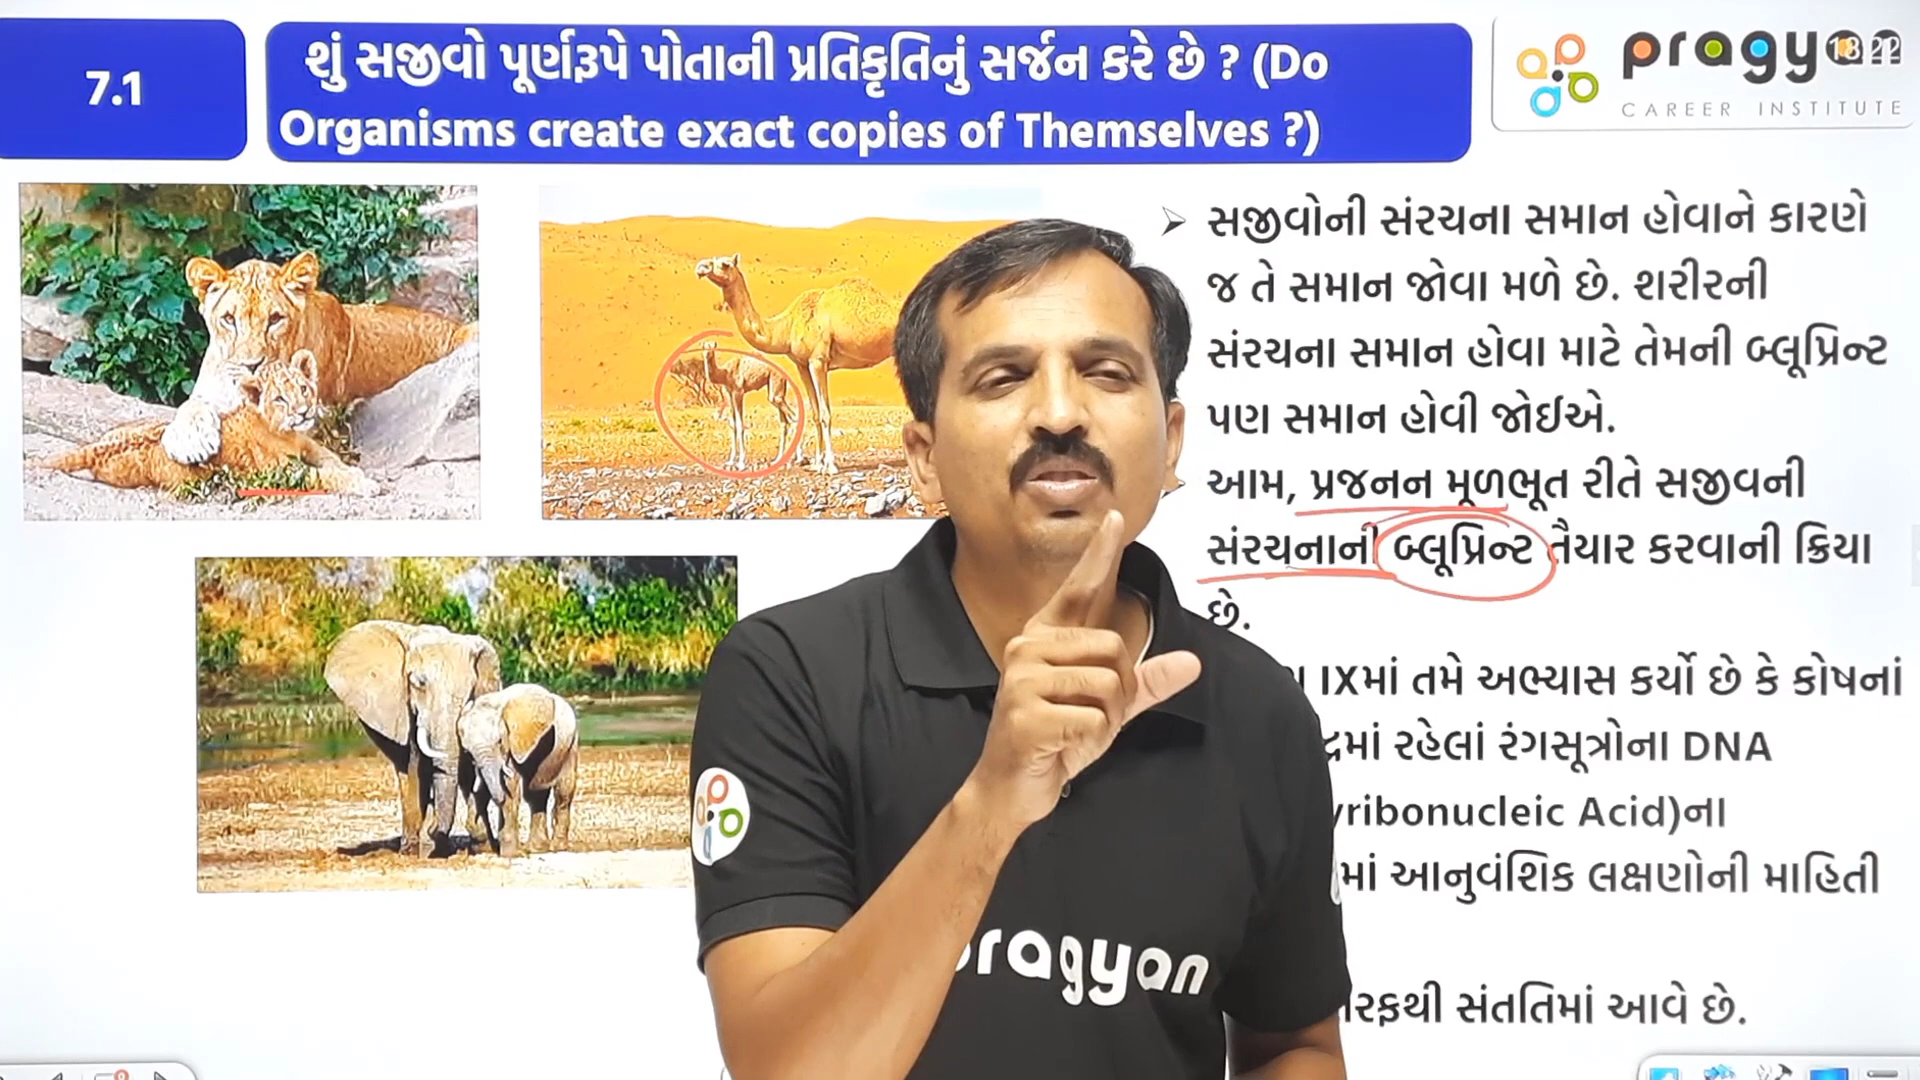 7.1
શું સજીવો પૂર્ણરૂપે પોતાની પ્રતિકૃતિનું સર્જન કરે છે ? (Do
Organisms create exact copies of Themselves ?)
pragyan
CAREER INSTITUTE
સજીવોની સંરચના સમાન હોવાને કારણે
જ તે સમાન જોવા મળે છે. શરીરની
સંરચના સમાન હોવા માટે તેમની બ્લૂપ્રિન્ટ
પણ સમાન હોવી જોઈએ.
આમ, પ્રજનન મૂળભૂત રીતે સજીવની
સંરચનાની બ્લૂપ્રિન્ટ તૈયાર કરવાની ક્રિયા
છે.
IXમાં તમે અભ્યાસ કર્યો છે કે કોષનાં
રહેલાં રંગસૂત્રોના DNA
Acid)ના
માં આનુવંશિક લક્ષણોની માહિતી
સંતતિમાં આવે છે.
pragyan